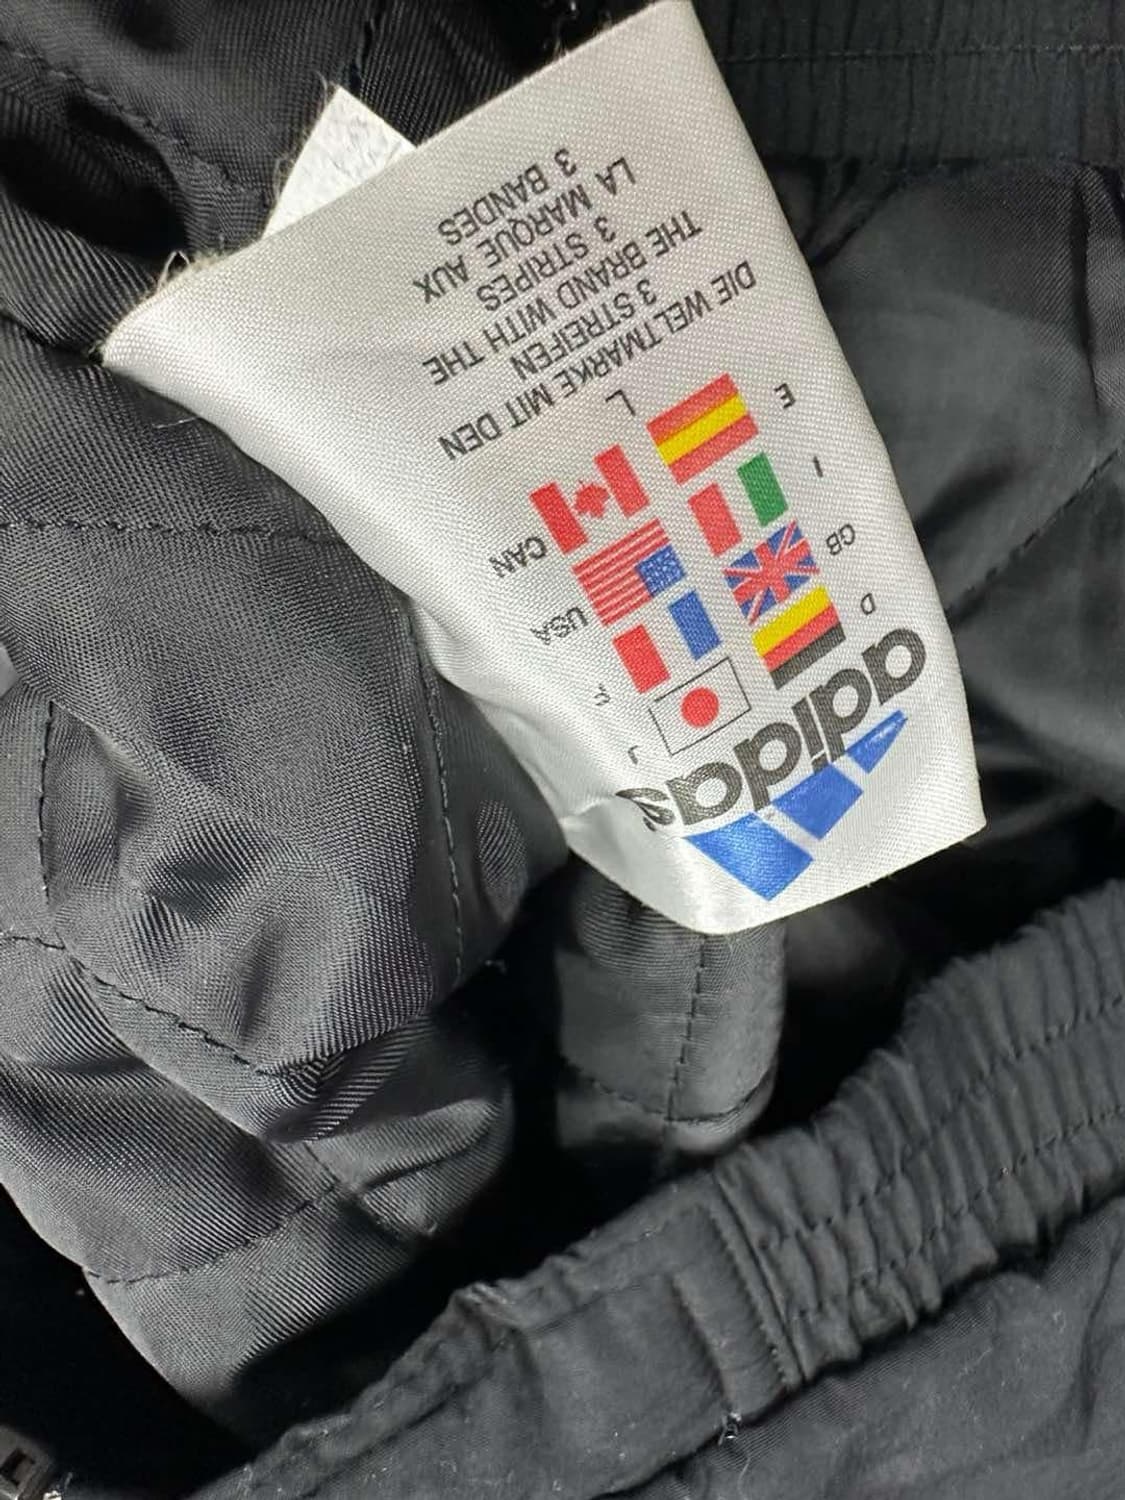 adidas
D
J
GB
F
I
USA
E
CAN
L
DIE WELTMARKE MIT DEN
3 STREIFEN
THE BRAND WITH THE
3 STRIPES
LA MARQUE AUX
3 BANDES